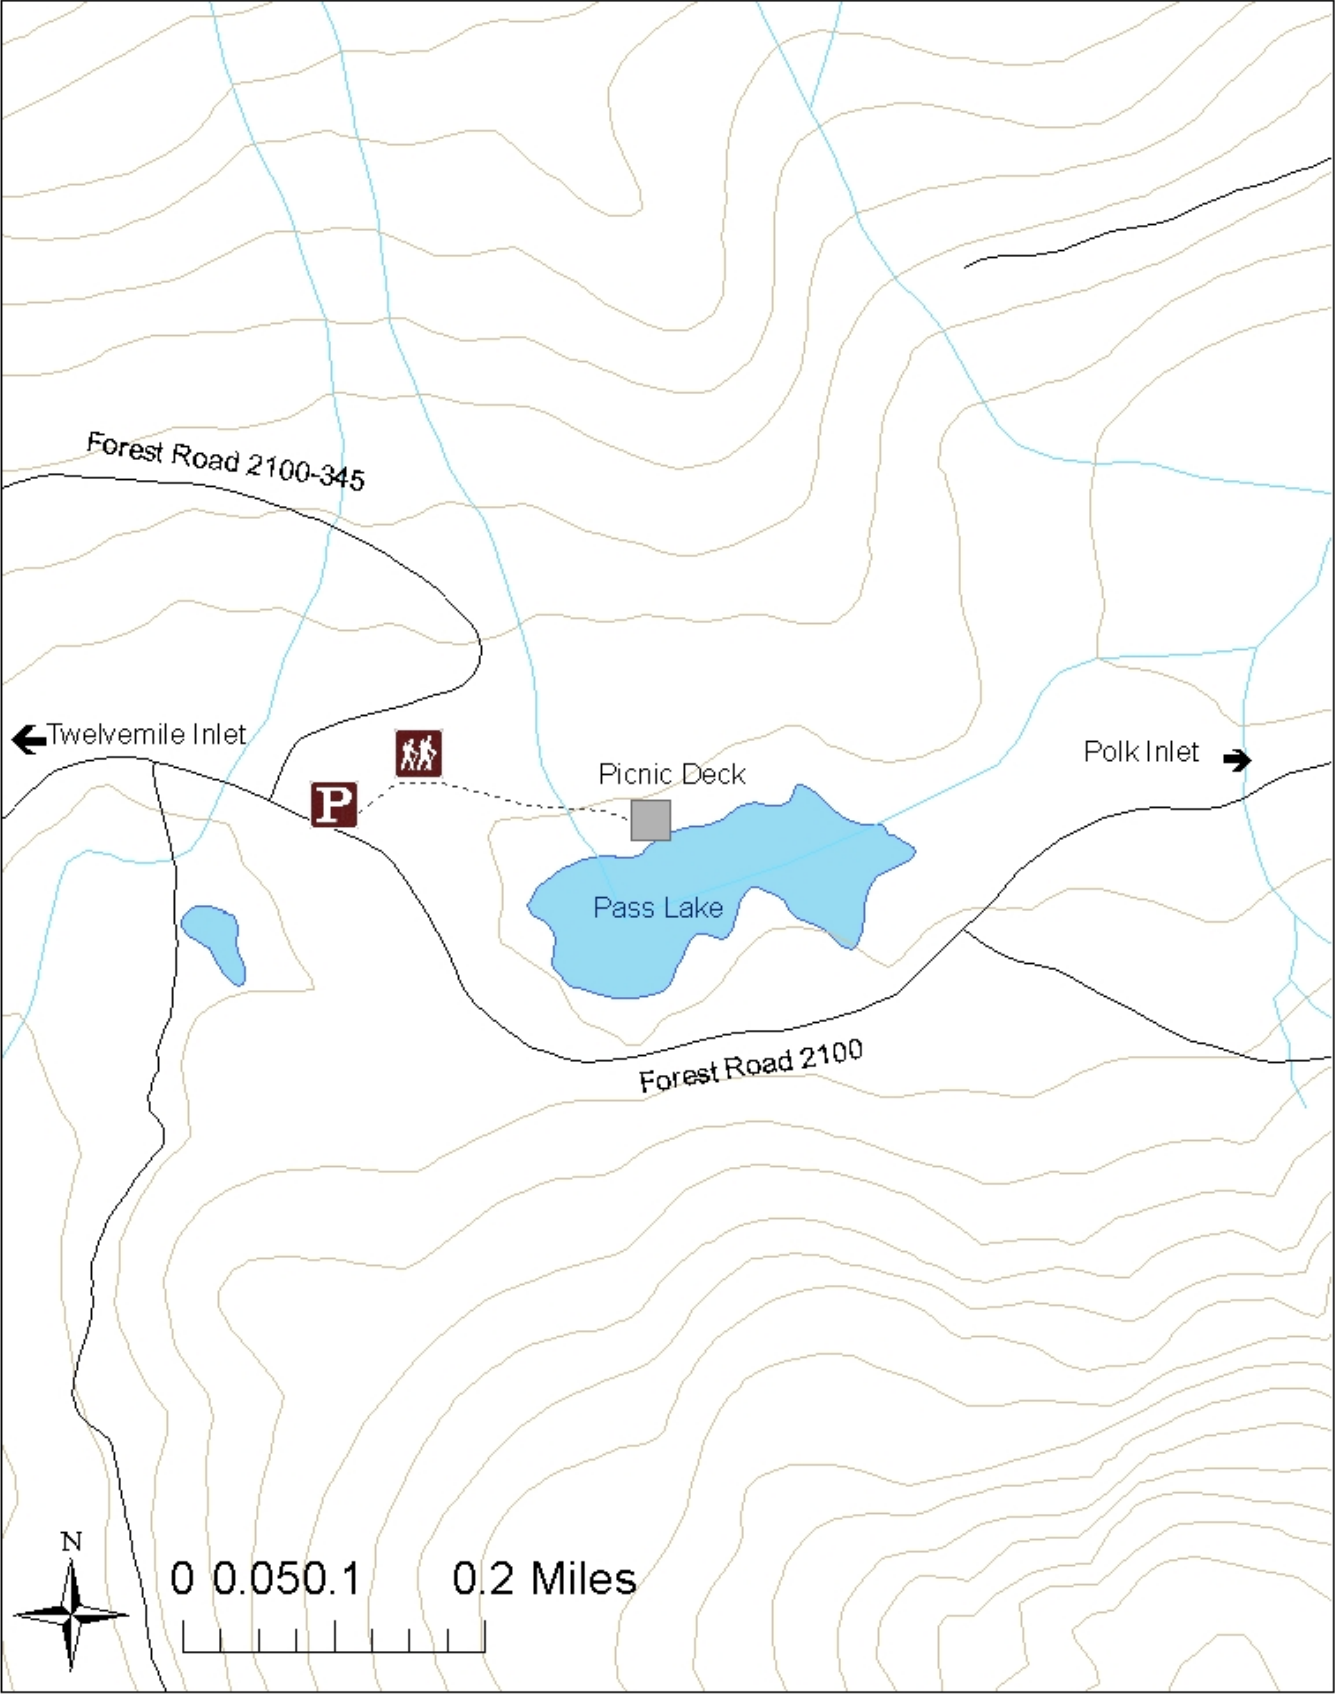 Forest Road 2100-345
Twelvemile Inlet
P
Picnic Deck
Polk Inlet
Pass Lake
Forest Road 2100
N
0 0.050.1 0.2 Miles